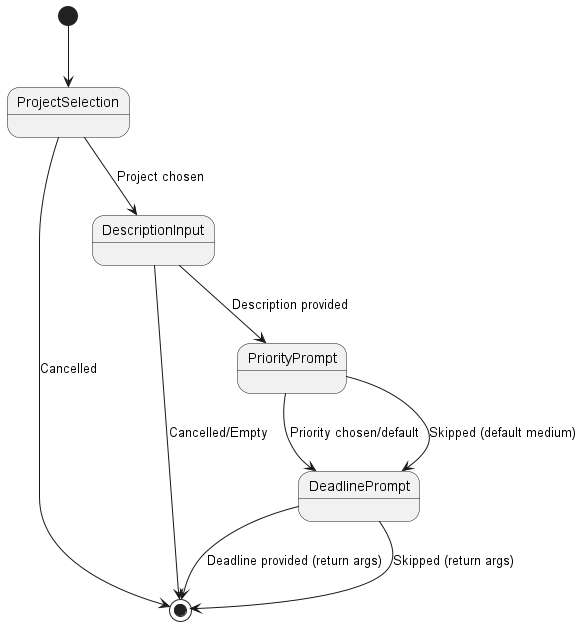 ProjectSelection
Project chosen
DescriptionInput
Description provided
PriorityPrompt
Cancelled
Cancelled/Empty
Priority chosen/default
Skipped (default medium)
DeadlinePrompt
Deadline provided (return args)
Skipped (return args)